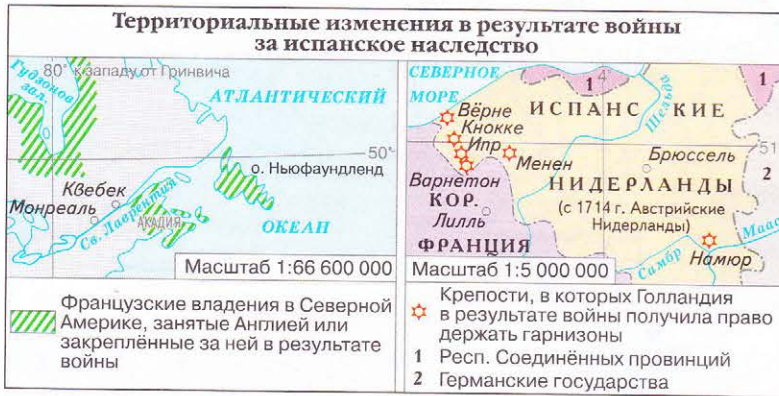 Территориальные изменения в результате войны
за испанское наследство
80° к западу от Гринвича
Гудзонов
зал.
АТЛАНТИЧЕСКИЙ
50°
о. Ньюфаундленд
Квебек
Монреаль
Св. Лаврентия
АКАДИЯ
ОКЕАН
Масштаб 1:66 600 000
Французские владения в Северной
Америке, занятые Англией или
закреплённые за ней в результате
войны
СЕВЕРНОЕ
МОРЕ
1
4°
1
Шельда
Вёрне
ИСПАНСКИЕ
Кнокке
Ипр
51°
Менен
Брюссель
2
Варнетон
НИДЕРЛАНДЫ
КОР.
(с 1714 г. Австрийские
Нидерланды)
Лилль
ФРАНЦИЯ
Маас
Самбр
Намюр
Масштаб 1:5 000 000
Крепости, в которых Голландия
в результате войны получила право
держать гарнизоны
1 Респ. Соединённых провинций
2 Германские государства